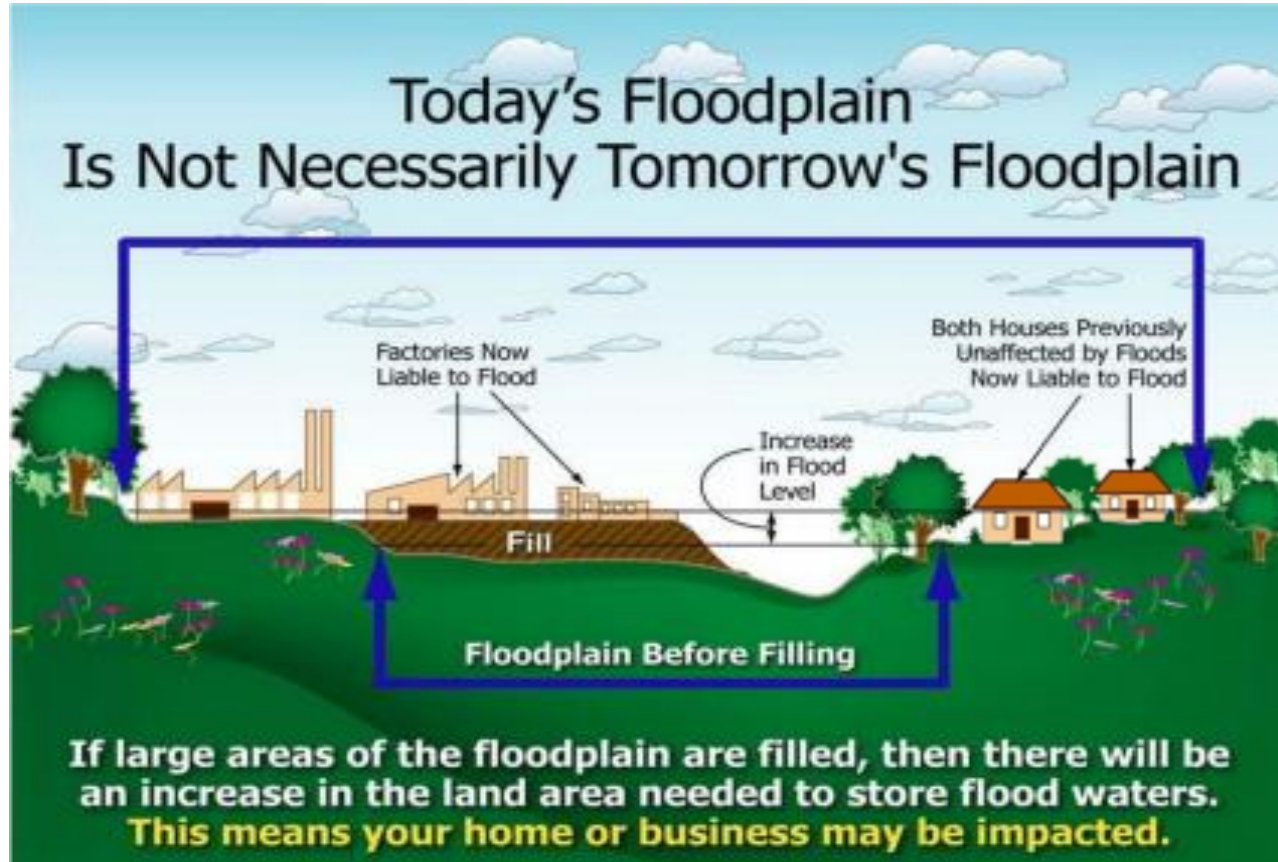 Today's Floodplain
Is Not Necessarily Tomorrow's Floodplain
Factories Now
Liable to Flood
Both Houses Previously
Unaffected by Floods
Now Liable to Flood
Increase
in Flood
Level
Fill
Floodplain Before Filling
If large areas of the floodplain are filled, then there will be
an increase in the land area needed to store flood waters.
This means your home or business may be impacted.